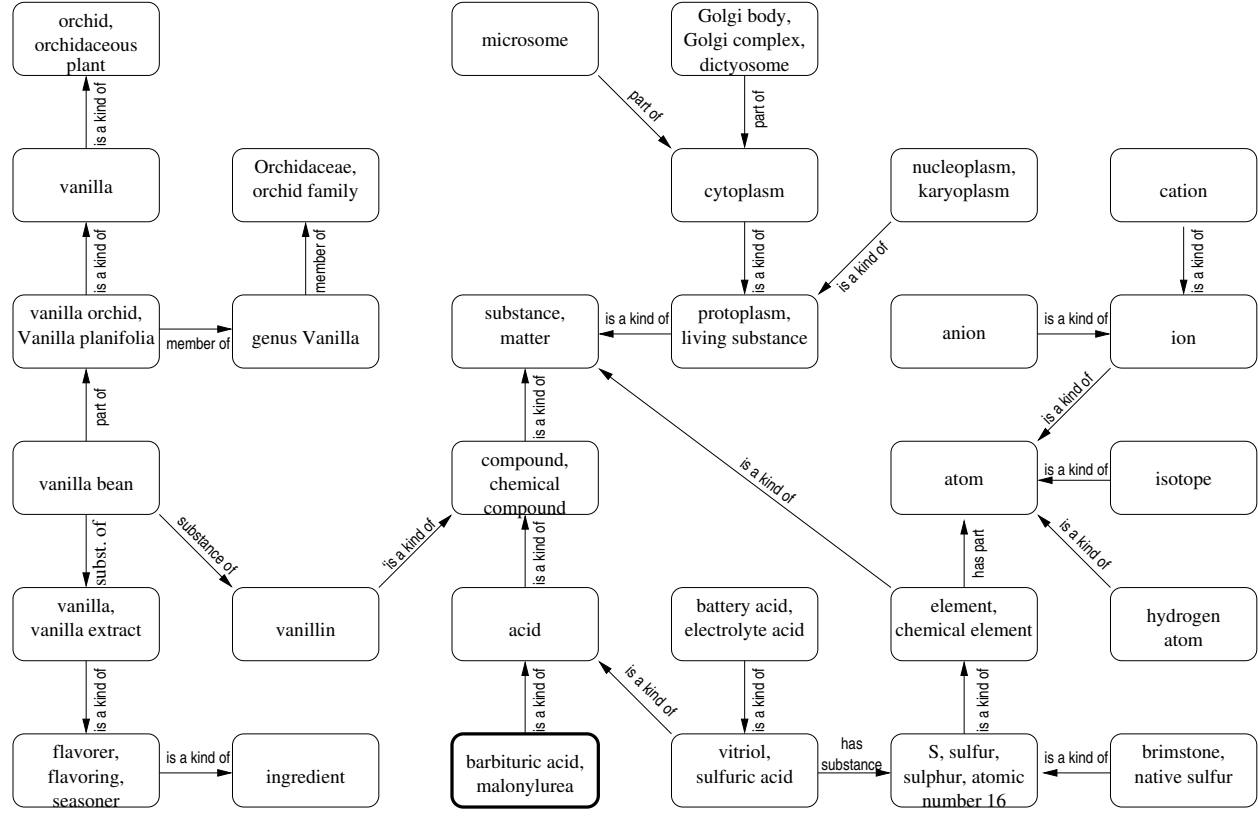 orchid,
orchidaceous
plant
microsome
Golgi body,
Golgi complex,
dictyosome
is a kind of
part of
part of
vanilla
Orchidaceae,
orchid family
cytoplasm
nucleoplasm,
karyoplasm
cation
is a kind of
member of
is a kind of
is a kind of
is a kind of
vanilla orchid,
Vanilla planifolia
member of
genus Vanilla
substance,
matter
is a kind of
protoplasm,
living substance
anion
is a kind of
ion
part of
is a kind of
is a kind of
is a kind of
vanilla bean
compound,
chemical
compound
atom
is a kind of
isotope
subst. of
substance of
'is a kind of
is a kind of
has part
is a kind of
vanilla,
vanilla extract
vanillin
acid
battery acid,
electrolyte acid
element,
chemical element
hydrogen
atom
is a kind of
is a kind of
is a kind of
is a kind of
is a kind of
flavorer,
flavoring,
seasoner
is a kind of
ingredient
barbituric acid,
malonylurea
vitriol,
sulfuric acid
has
substance
S, sulfur,
sulphur, atomic
number 16
is a kind of
brimstone,
native sulfur